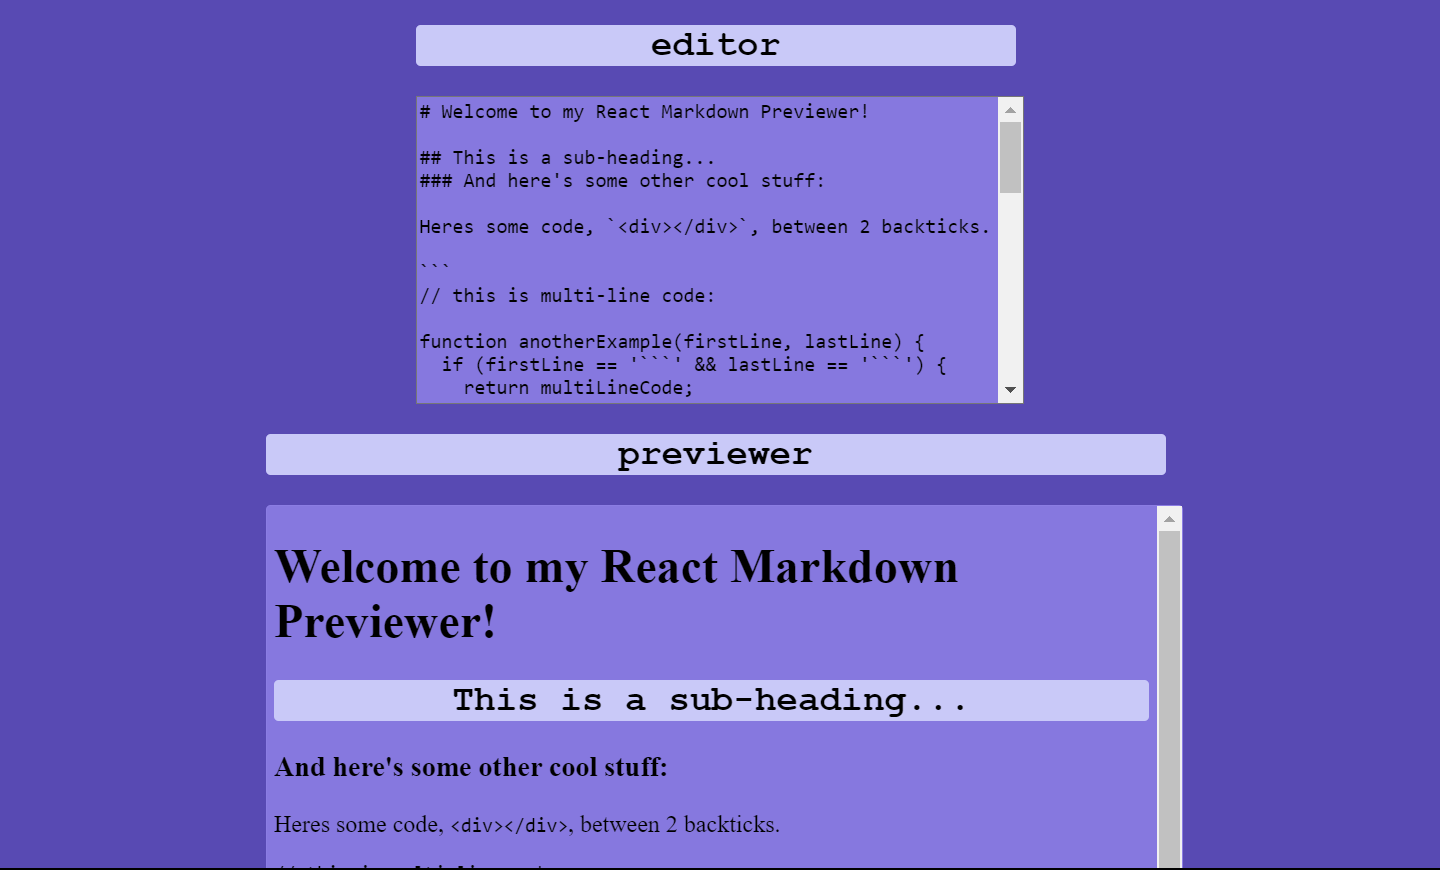 editor
# Welcome to my React Markdown Previewer!
## This is a sub-heading...
### And here's some other cool stuff:
Heres some code, `<div></div>`, between 2 backticks.
```
// this is multi-line code:
function anotherExample(firstLine, lastLine) {
  if (firstLine == '```' && lastLine == '```') {
    return multiLineCode;
previewer
Welcome to my React Markdown
Previewer!
This is a sub-heading...
And here's some other cool stuff:
Heres some code, <div></div>, between 2 backticks.